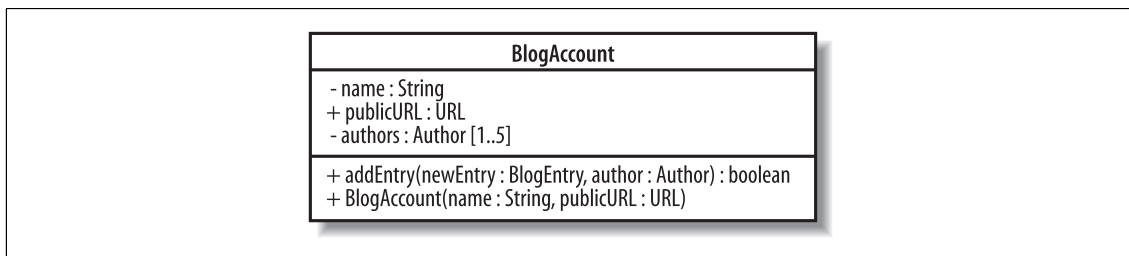 BlogAccount
- name : String
+ publicURL : URL
- authors : Author [1..5]
+ addEntry(newEntry : BlogEntry, author : Author) : boolean
+ BlogAccount(name : String, publicURL : URL)